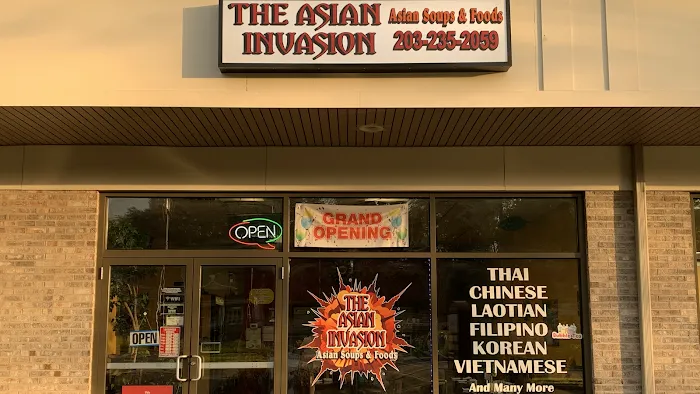 THE ASIAN
INVASION
Asian Soups & Foods
203-235-2059
OPEN
GRAND
OPENING
THE
ASIAN
INVASION
Asian Soups & Foods
THAI
CHINESE
LAOTIAN
FILIPINO
KOREAN
VIETNAMESE
And Many More
OPEN
OPEN